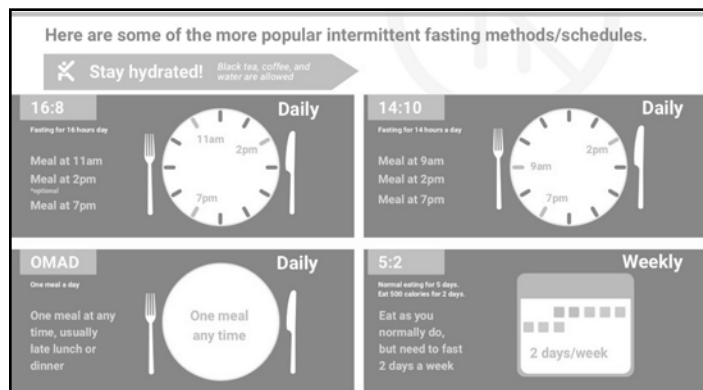 Here are some of the more popular intermittent fasting methods/schedules.
Stay hydrated!
Black tea, coffee, and
water are allowed
16:8
Daily
Fasting for 16 hours day
Meal at 11am
Meal at 2pm
*optional
Meal at 7pm
11am
2pm
7pm
14:10
Daily
Fasting for 14 hours a day
Meal at 9am
Meal at 2pm
Meal at 7pm
2pm
9am
7pm
OMAD
Daily
One meal a day
One meal at any
time, usually
late lunch or
dinner
One meal
any time
5:2
Weekly
Normal eating for 5 days.
Eat 500 calories for 2 days.
Eat as you
normally do,
but need to fast
2 days a week
2 days/week